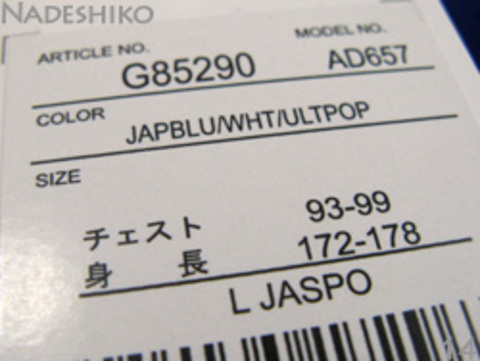 NADESHIKO
ARTICLE NO. MODEL NO.
G85290 AD657
COLOR
JAPBLU/WHT/ULTPOP
SIZE
チェスト 93-99
身長 172-178
L JASPO